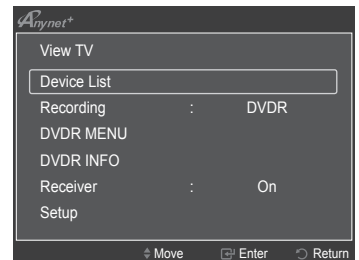 Anynet+
View TV
Device List
Recording : DVDR
DVDR MENU
DVDR INFO
Receiver : On
Setup
Move Enter Return